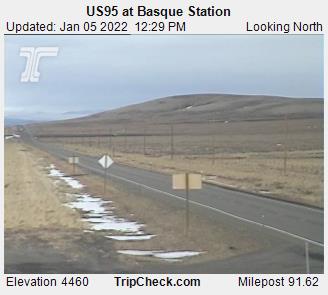 US95 at Basque Station
Updated: Jan 05 2022 12:29 PM Looking North
Elevation 4460 TripCheck.com Milepost 91.62